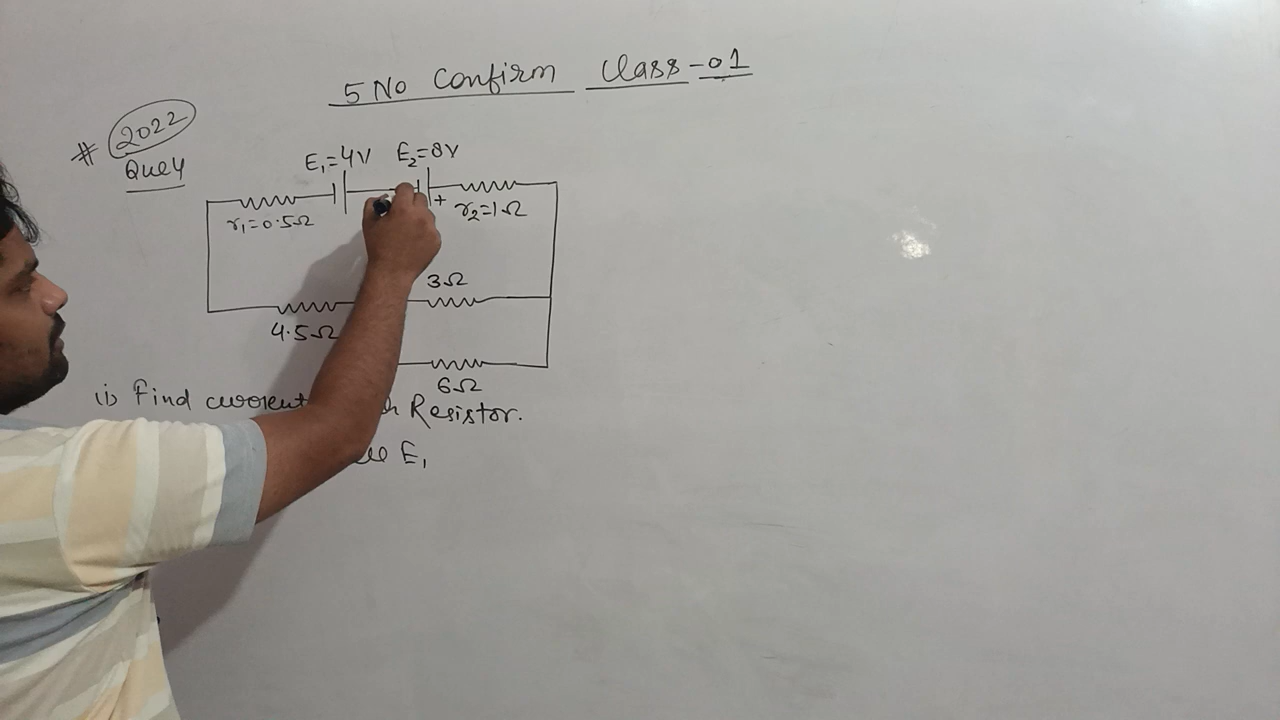 5 No Confirm Class-01
# 2022
Quey
E₁=4V E₂=8V
+
r₁=0.5Ω r₂=1Ω
3Ω
4.5Ω
6Ω
i) Find current Resistor.
E₁